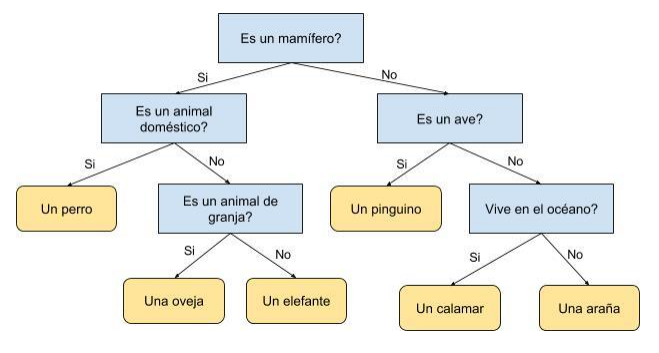 Es un mamífero?
Si
No
Es un animal
doméstico?
Es un ave?
Si
No
Si
No
Un perro
Es un animal de
granja?
Un pinguino
Vive en el océano?
Si
No
Si
No
Una oveja
Un elefante
Un calamar
Una araña